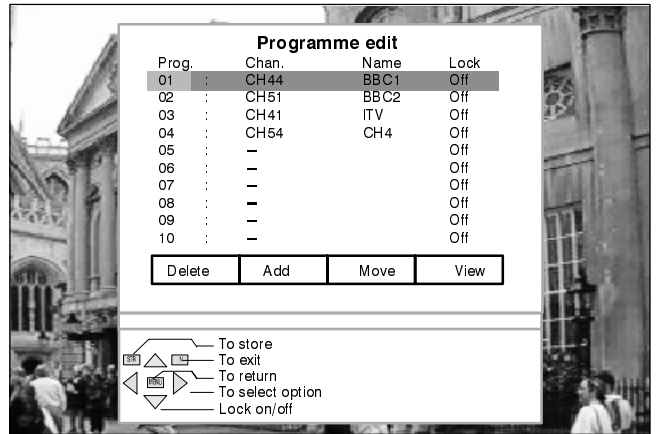 Programme edit
Prog. Chan. Name Lock
01 : CH44 BBC1 Off
02 : CH51 BBC2 Off
03 : CH41 ITV Off
04 : CH54 CH4 Off
05 : – Off
06 : – Off
07 : – Off
08 : – Off
09 : – Off
10 : – Off
Delete Add Move View
To store
STR N To exit
MENU To return
To select option
Lock on/off